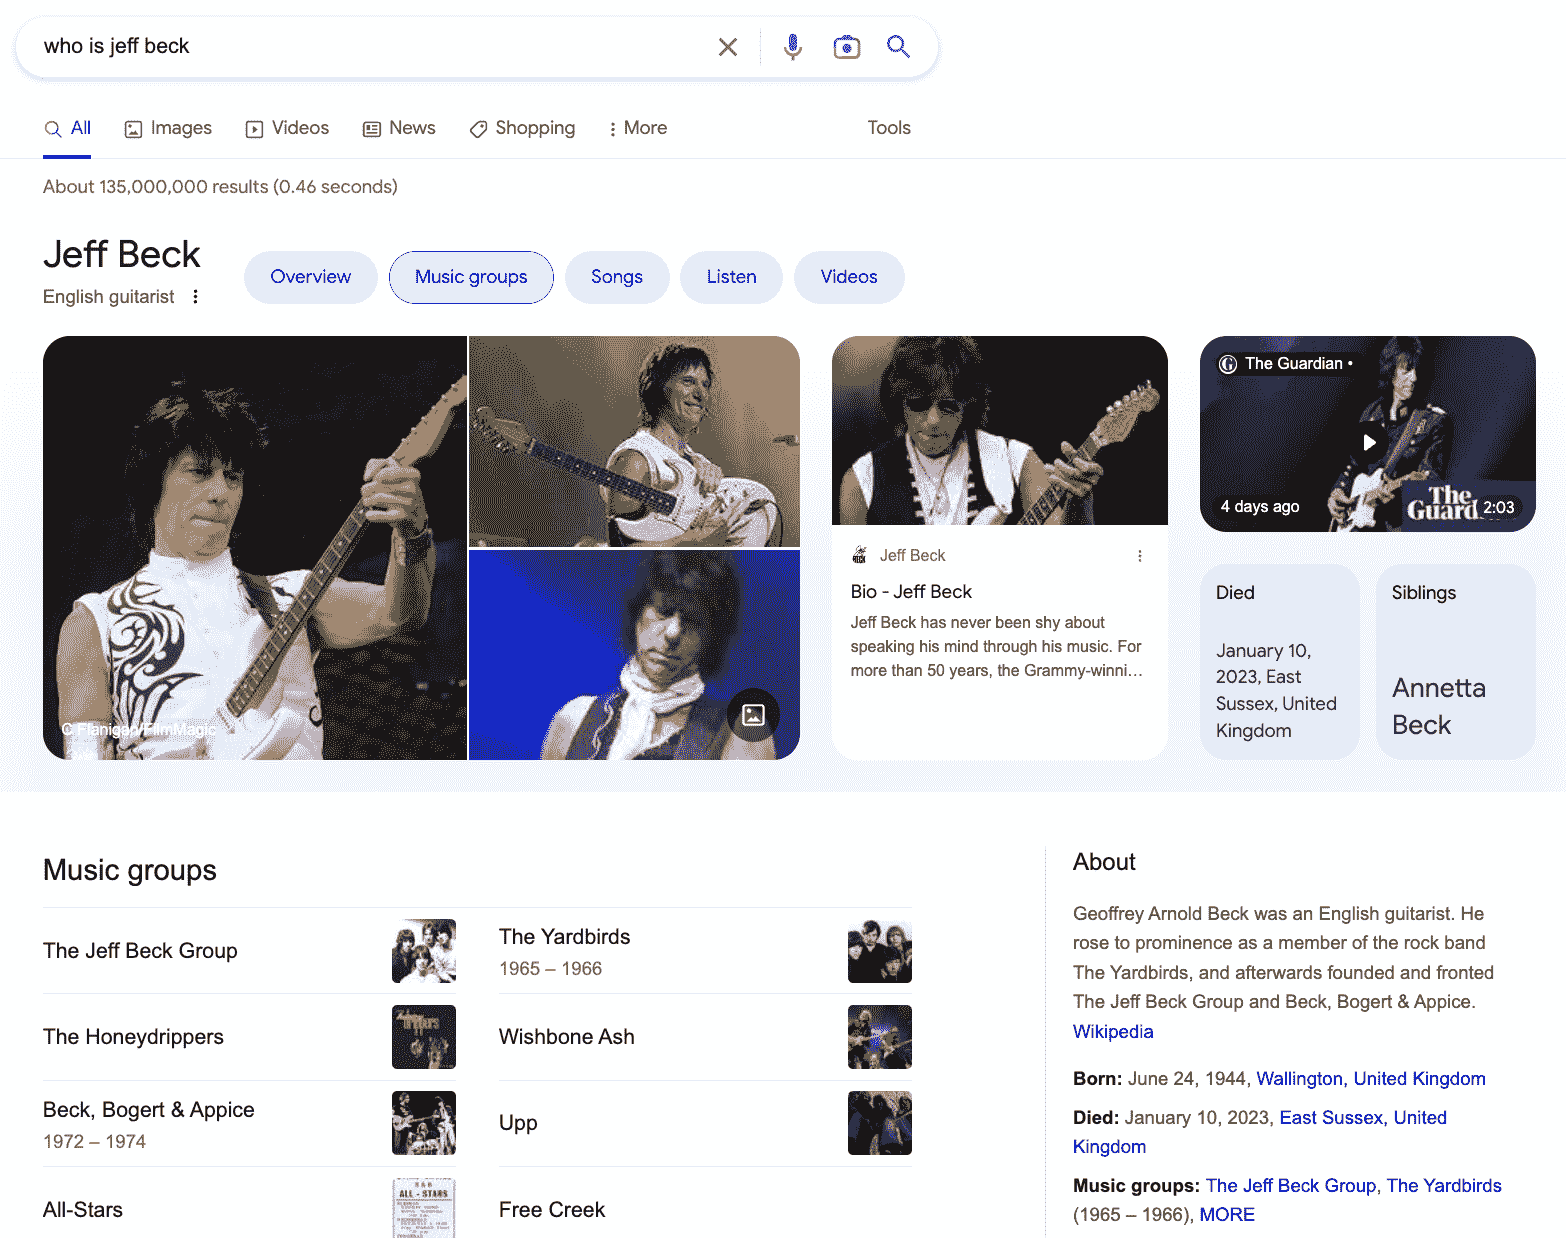 who is jeff beck
All Images Videos News Shopping More Tools
About 135,000,000 results (0.46 seconds)
Jeff Beck
English guitarist
Overview Music groups Songs Listen Videos
C Flanigan/FilmMagic
Jeff Beck
Bio - Jeff Beck
Jeff Beck has never been shy about
speaking his mind through his music. For
more than 50 years, the Grammy-winni...
The Guardian •
4 days ago
The
Guard
2:03
Died
January 10,
2023, East
Sussex, United
Kingdom
Siblings
Annetta
Beck
Music groups
The Jeff Beck Group
The Yardbirds
1965 – 1966
The Honeydrippers
Wishbone Ash
Beck, Bogert & Appice
1972 – 1974
Upp
All-Stars
ALL - STARS
Free Creek
About
Geoffrey Arnold Beck was an English guitarist. He
rose to prominence as a member of the rock band
The Yardbirds, and afterwards founded and fronted
The Jeff Beck Group and Beck, Bogert & Appice.
Wikipedia
Born: June 24, 1944, Wallington, United Kingdom
Died: January 10, 2023, East Sussex, United
Kingdom
Music groups: The Jeff Beck Group, The Yardbirds
(1965 – 1966), MORE